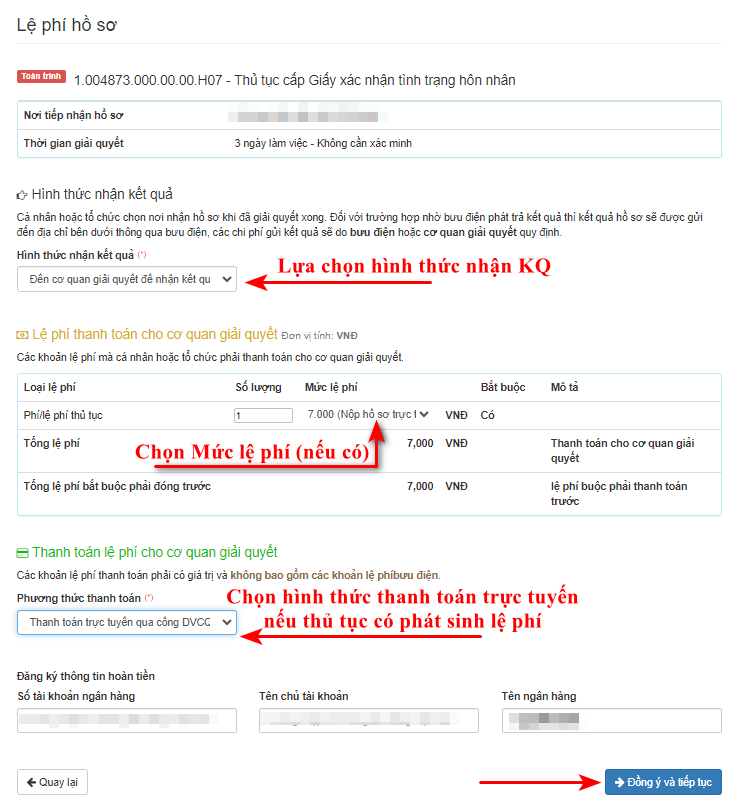 Lệ phí hồ sơ
Toàn trình 1.004873.000.00.00.H07 - Thủ tục cấp Giấy xác nhận tình trạng hôn nhân
Nơi tiếp nhận hồ sơ
Thời gian giải quyết 3 ngày làm việc - Không cần xác minh
Hình thức nhận kết quả
Cá nhân hoặc tổ chức chọn nơi nhận hồ sơ khi đã giải quyết xong. Đối với trường hợp nhờ bưu điện phát trả kết quả thì kết quả hồ sơ sẽ được gửi
đến địa chỉ bên dưới thông qua bưu điện, các chi phí gửi kết quả sẽ do bưu điện hoặc cơ quan giải quyết quy định.
Hình thức nhận kết quả (*)
Đến cơ quan giải quyết để nhận kết qu
Lựa chọn hình thức nhận KQ
Lệ phí thanh toán cho cơ quan giải quyết Đơn vị tính: VNĐ
Các khoản lệ phí mà cá nhân hoặc tổ chức phải thanh toán cho cơ quan giải quyết.
Loại lệ phí Số lượng Mức lệ phí Bắt buộc Mô tả
Phí/lệ phí thủ tục 1 7.000 (Nộp hồ sơ trực t VNĐ Có
Chọn Mức lệ phí (nếu có)
Tổng lệ phí 7,000 VNĐ Thanh toán cho cơ quan giải
quyết
Tổng lệ phí bắt buộc phải đóng trước 7,000 VNĐ lệ phí buộc phải thanh toán
trước
Thanh toán lệ phí cho cơ quan giải quyết
Các khoản lệ phí thanh toán phải có giá trị và không bao gồm các khoản lệ phíbưu điện.
Phương thức thanh toán (*)
Thanh toán trực tuyến qua cổng DVCC
Chọn hình thức thanh toán trực tuyến
nếu thủ tục có phát sinh lệ phí
Đăng ký thông tin hoàn tiền
Số tài khoản ngân hàng Tên chủ tài khoản Tên ngân hàng
Quay lại Đồng ý và tiếp tục